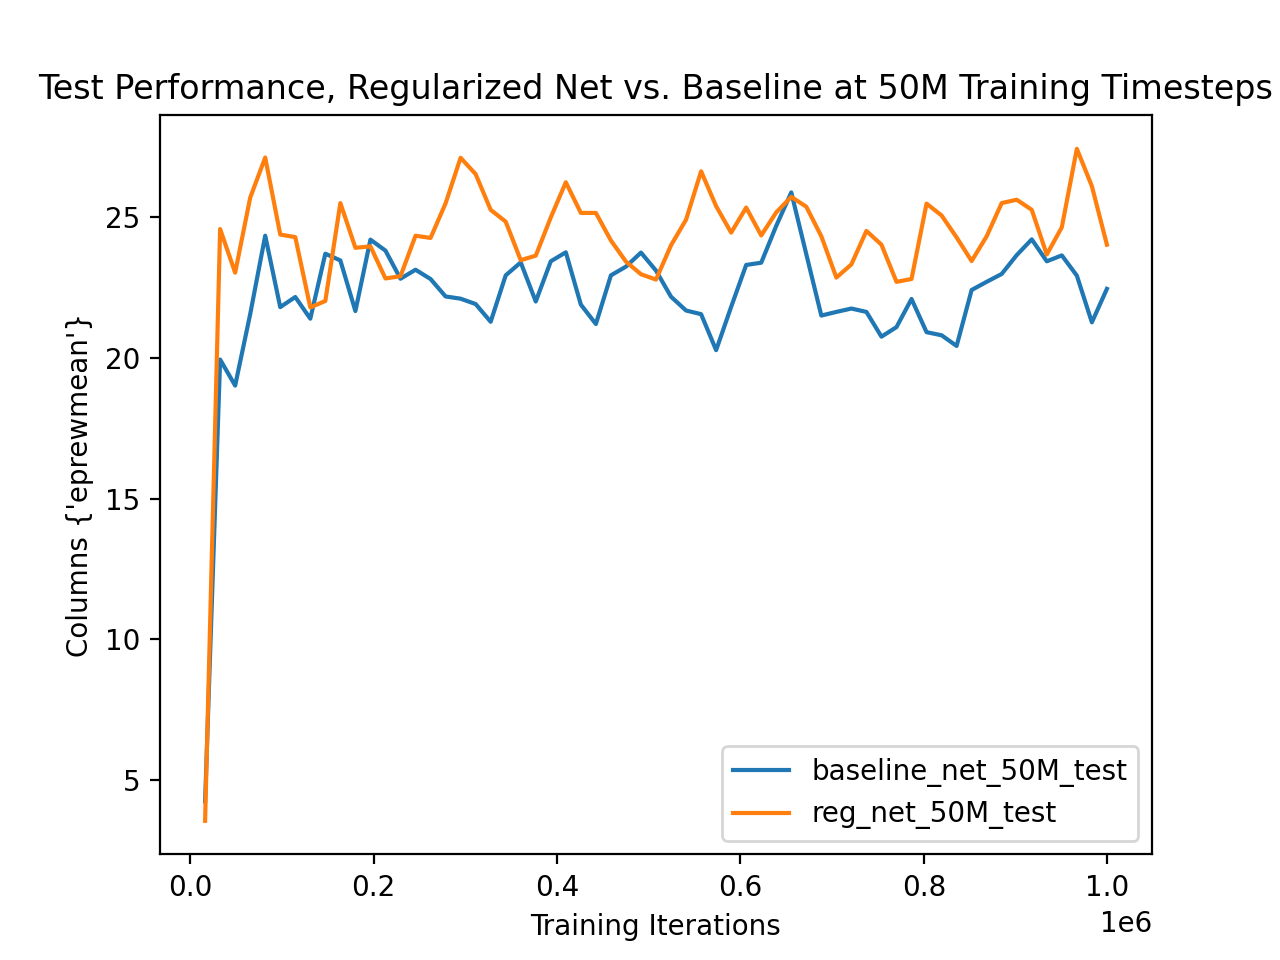 Test Performance, Regularized Net vs. Baseline at 50M Training Timesteps
Columns {'eprewmean'}
25
20
15
10
5
baseline_net_50M_test
reg_net_50M_test
0.0 0.2 0.4 0.6 0.8 1.0
1e6
Training Iterations